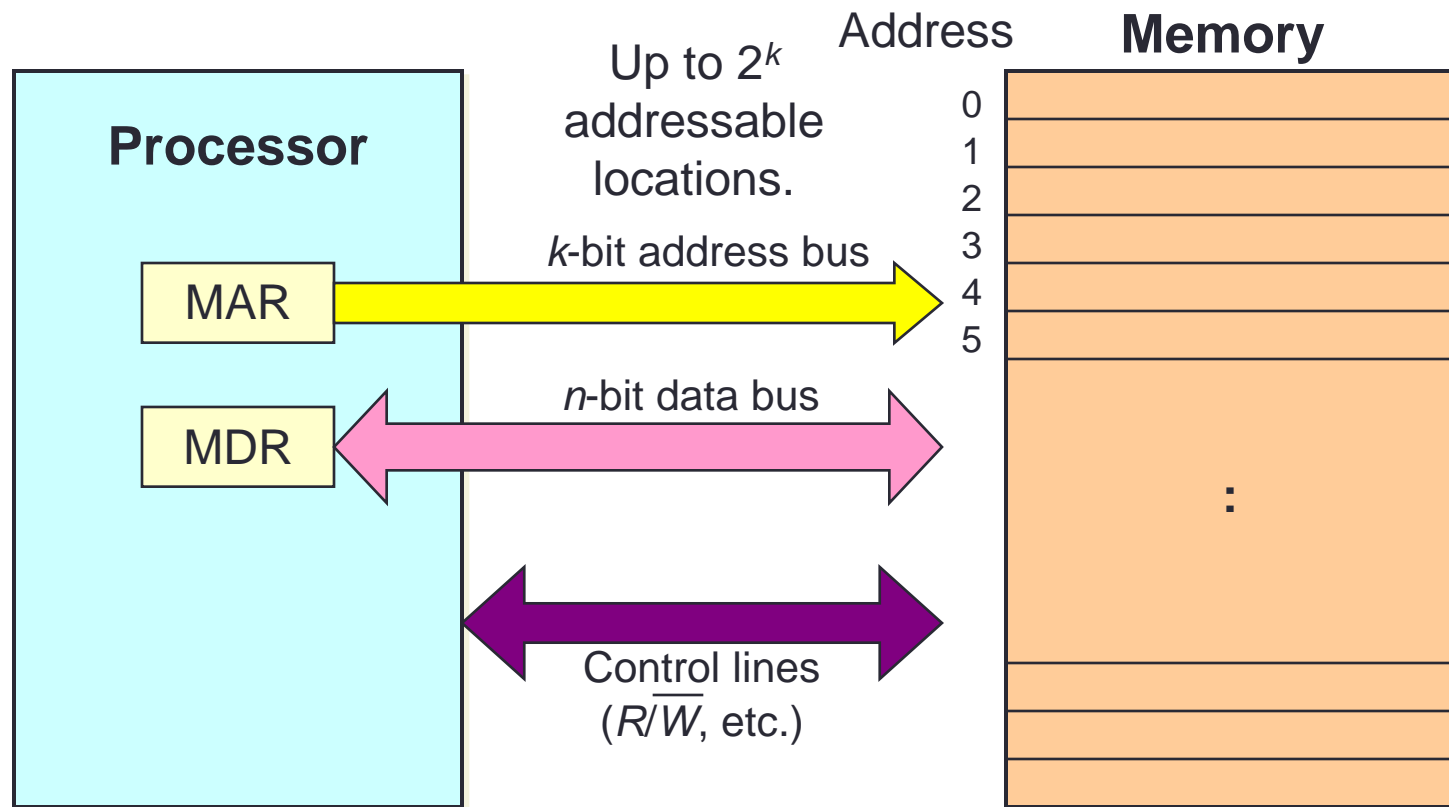 Address
Memory
Up to 2ᵏ
addressable
locations.
Processor
0
1
2
3
4
5
k-bit address bus
MAR
n-bit data bus
MDR
:
Control lines
(R/W̅, etc.)